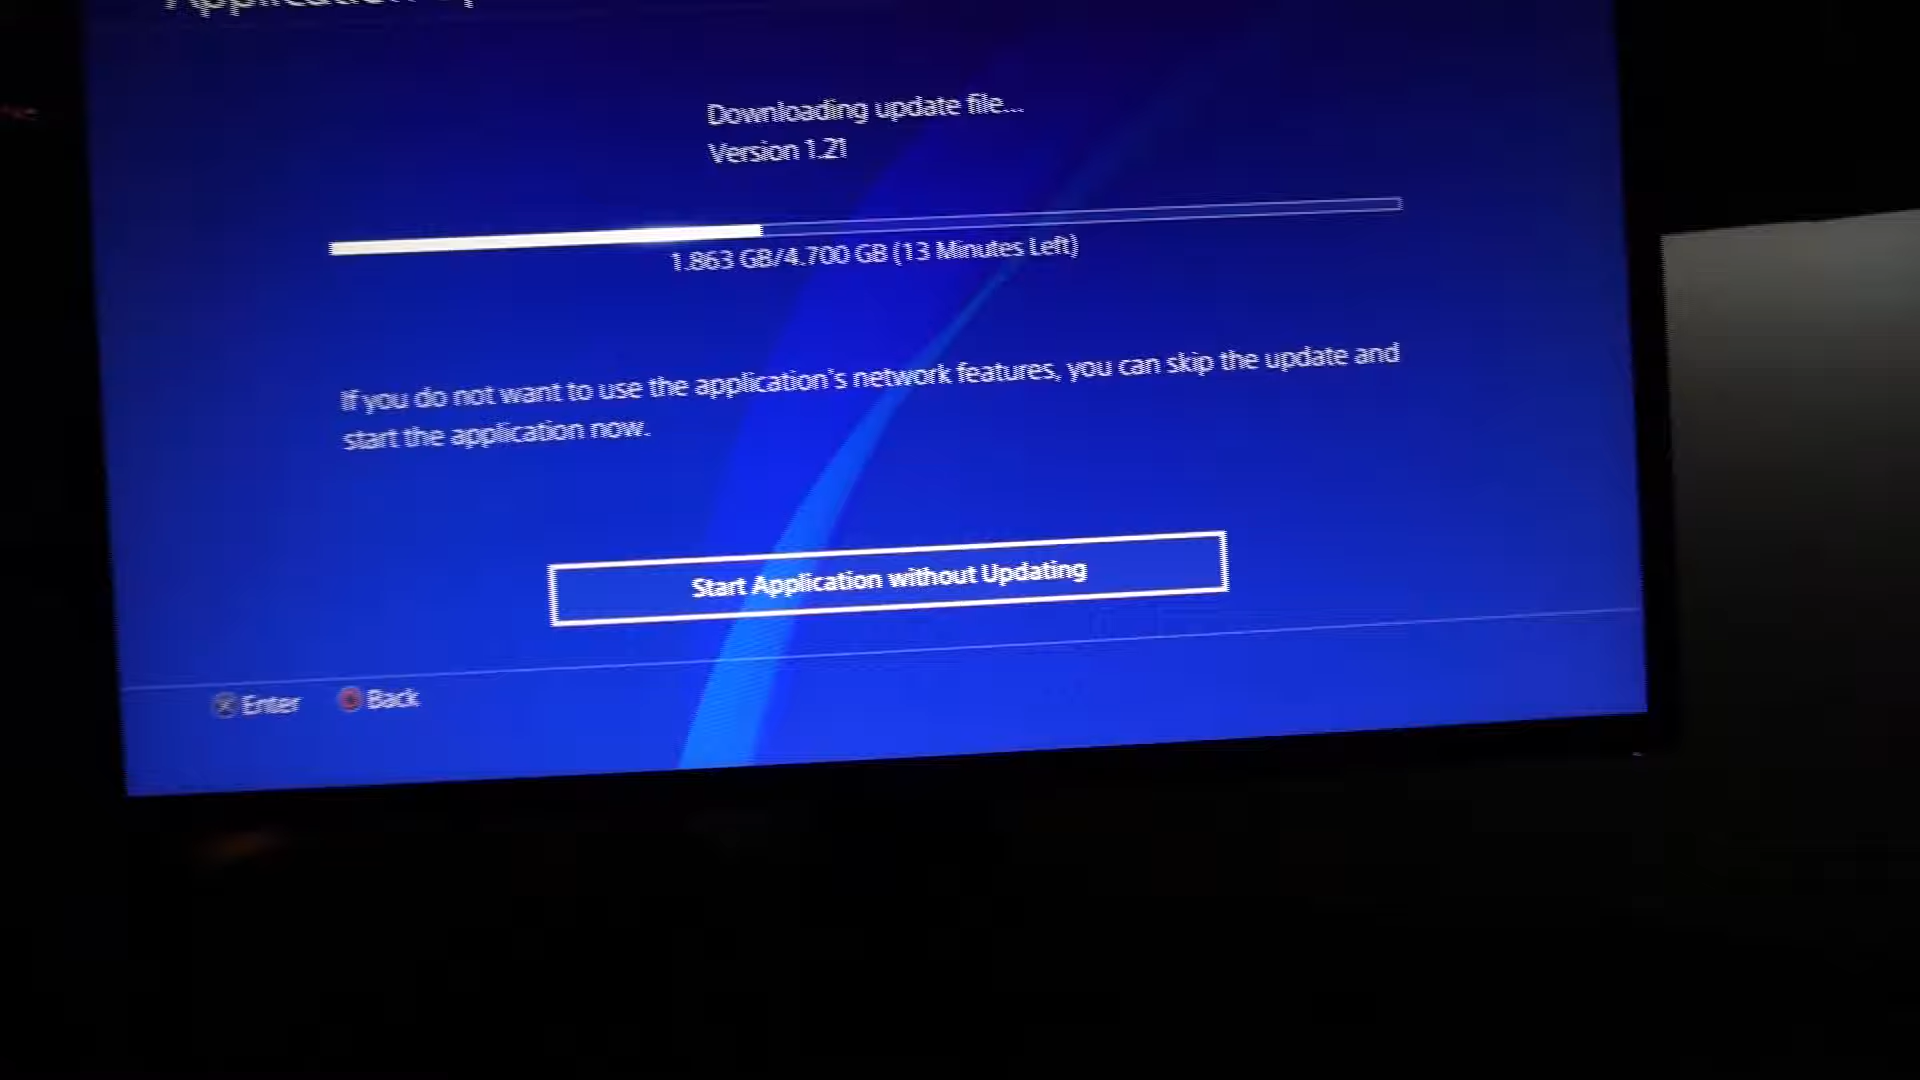 Downloading update file...
Version 1.21
1.863 GB/4.700 GB (13 Minutes Left)
If you do not want to use the application's network features, you can skip the update and
start the application now.
Start Application without Updating
Enter Back